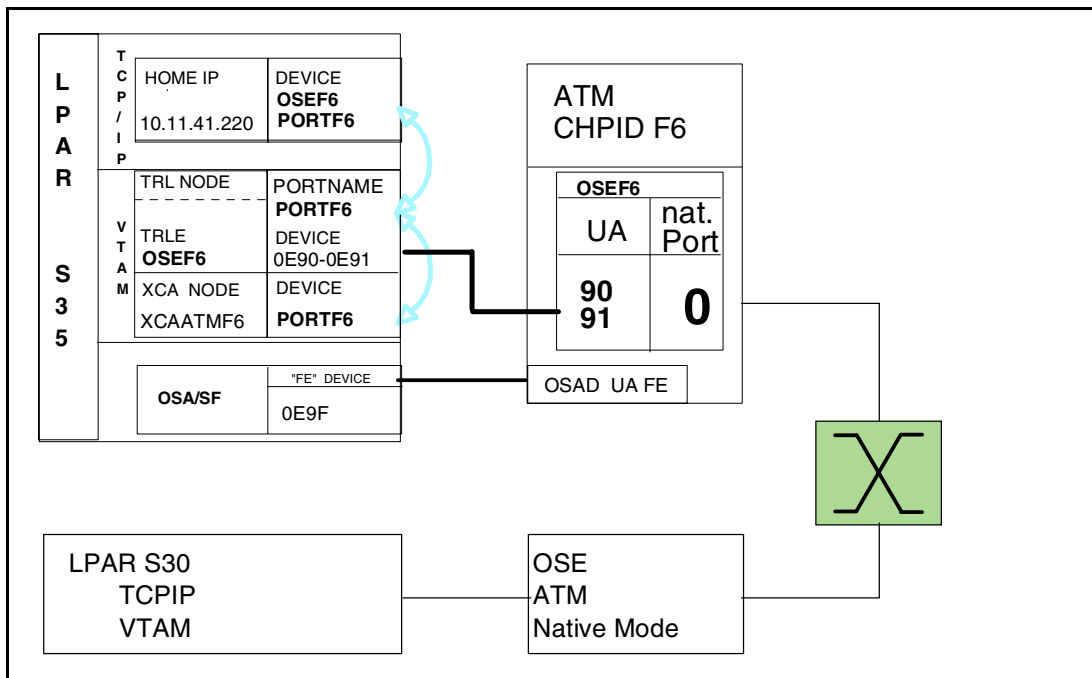 LPAR S35
TCP/IP
HOME IP
10.11.41.220
DEVICE
OSEF6
PORTF6
VTAM
TRL NODE
TRLE
OSEF6
PORTNAME
PORTF6
DEVICE
0E90-0E91
XCA NODE
XCAATMF6
DEVICE
PORTF6
OSA/SF
"FE" DEVICE
0E9F
ATM
CHPID F6
OSEF6
UA
nat.
Port
90
91
0
OSAD UA FE
LPAR S30
TCPIP
VTAM
OSE
ATM
Native Mode